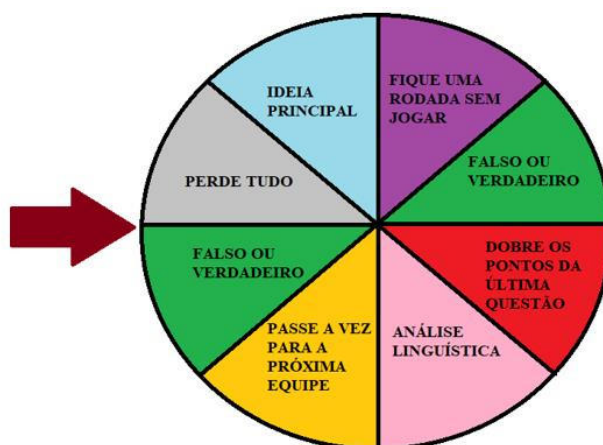 IDEIA
PRINCIPAL
FIQUE UMA
RODADA SEM
JOGAR
PERDE TUDO
FALSO OU
VERDADEIRO
FALSO OU
VERDADEIRO
DOBRE OS
PONTOS DA
ÚLTIMA
QUESTÃO
PASSE A VEZ
PARA A
PRÓXIMA
EQUIPE
ANÁLISE
LINGUÍSTICA